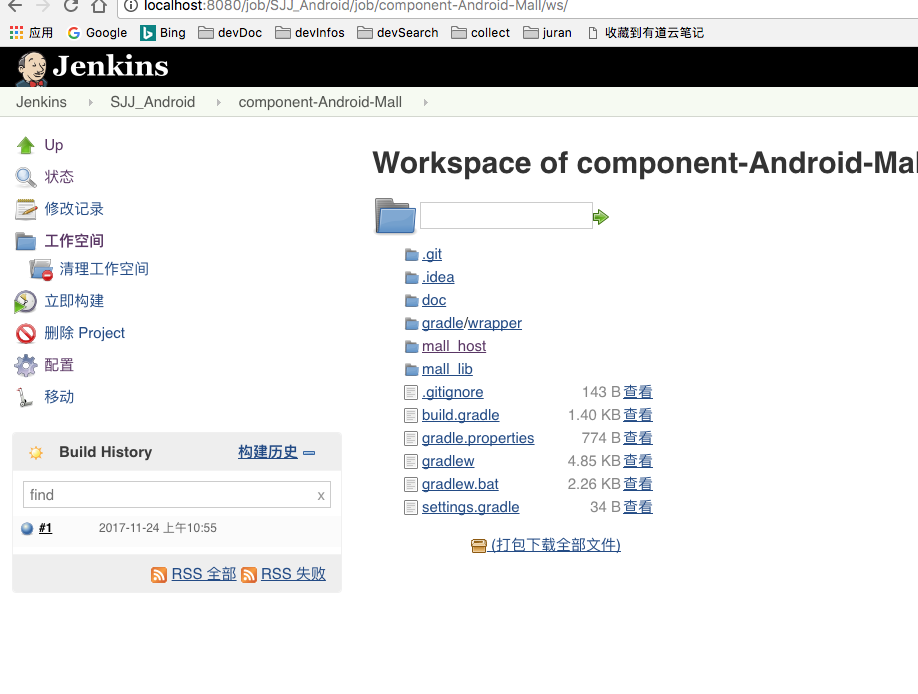 localhost:8080/job/SJJ_Android/job/component-Android-Mall/ws/
应用 Google Bing devDoc devInfos devSearch collect juran 收藏到有道云笔记
Jenkins
Jenkins SJJ_Android component-Android-Mall
Up
状态
修改记录
工作空间
清理工作空间
立即构建
删除 Project
配置
移动
Build History 构建历史
find x
#1 2017-11-24 上午10:55
RSS 全部 RSS 失败
Workspace of component-Android-Mal
.git
.idea
doc
gradle/wrapper
mall_host
mall_lib
.gitignore 143 B 查看
build.gradle 1.40 KB 查看
gradle.properties 774 B 查看
gradlew 4.85 KB 查看
gradlew.bat 2.26 KB 查看
settings.gradle 34 B 查看
(打包下载全部文件)